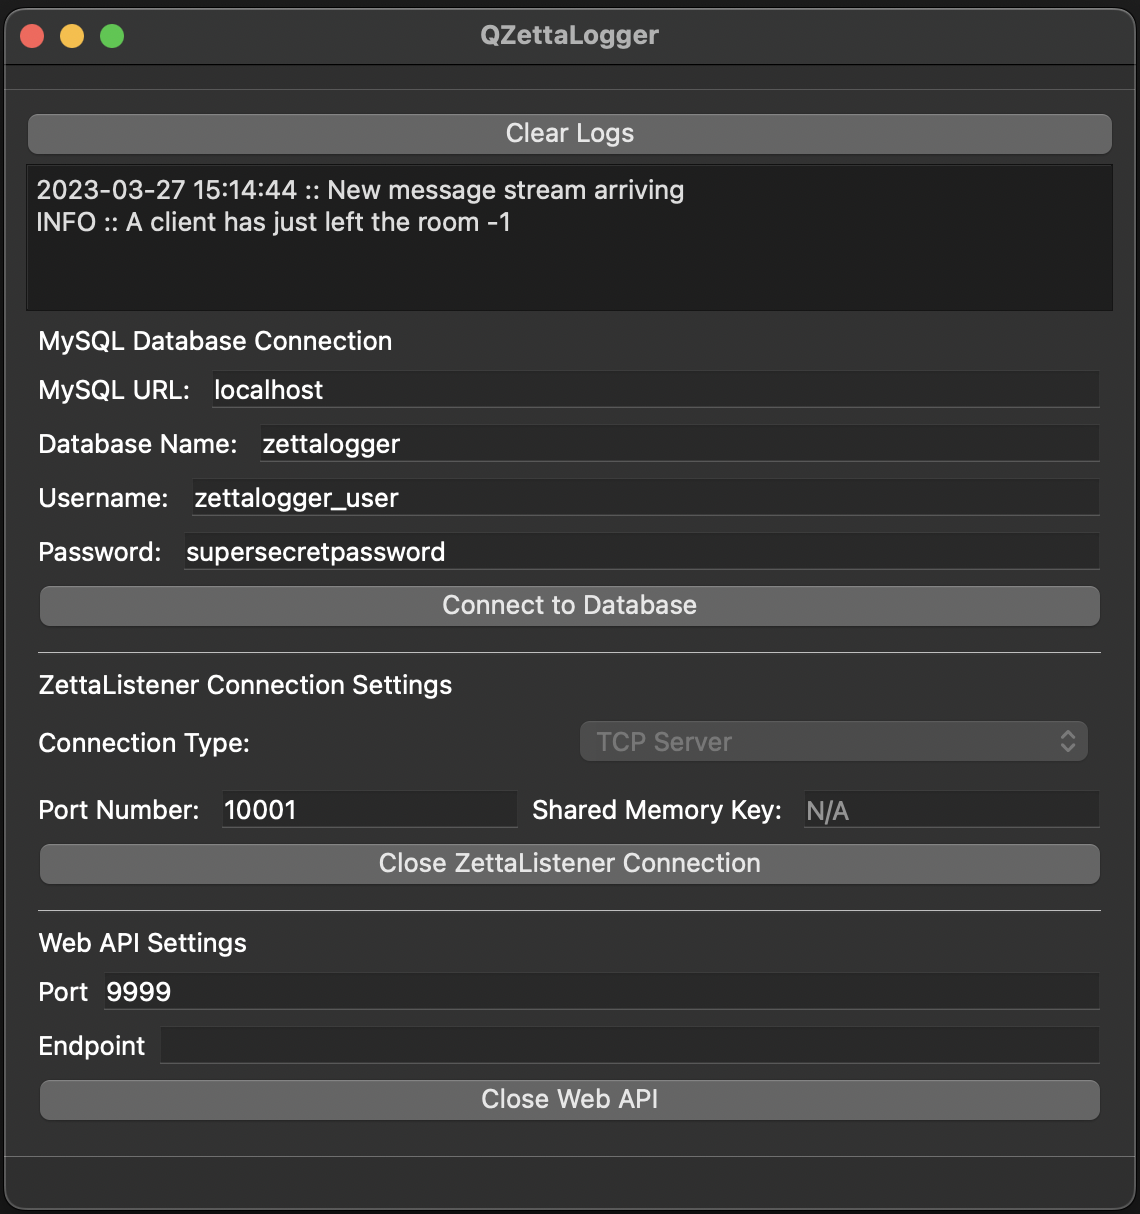 QZettaLogger
Clear Logs
2023-03-27 15:14:44 :: New message stream arriving
INFO :: A client has just left the room -1
MySQL Database Connection
MySQL URL: localhost
Database Name: zettalogger
Username: zettalogger_user
Password: supersecretpassword
Connect to Database
ZettaListener Connection Settings
Connection Type: TCP Server
Port Number: 10001 Shared Memory Key: N/A
Close ZettaListener Connection
Web API Settings
Port 9999
Endpoint
Close Web API